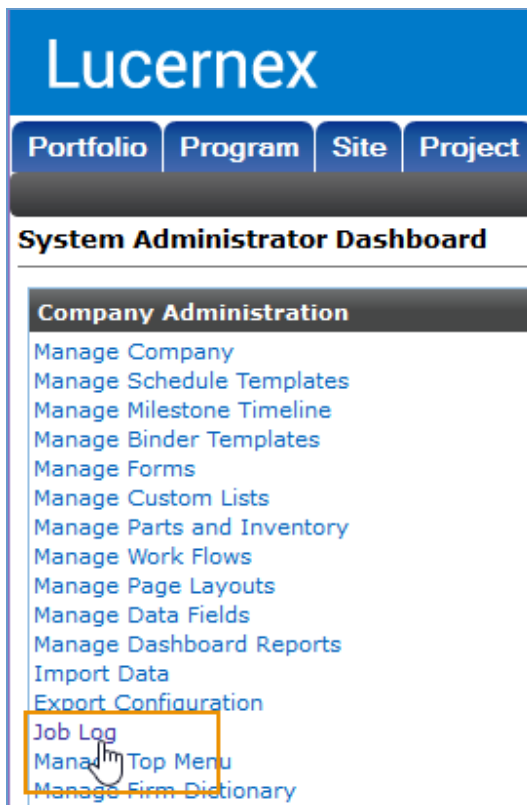 Lucernex
Portfolio Program Site Project
System Administrator Dashboard
Company Administration
Manage Company
Manage Schedule Templates
Manage Milestone Timeline
Manage Binder Templates
Manage Forms
Manage Custom Lists
Manage Parts and Inventory
Manage Work Flows
Manage Page Layouts
Manage Data Fields
Manage Dashboard Reports
Import Data
Export Configuration
Job Log
Manage Top Menu
Manage Firm Dictionary